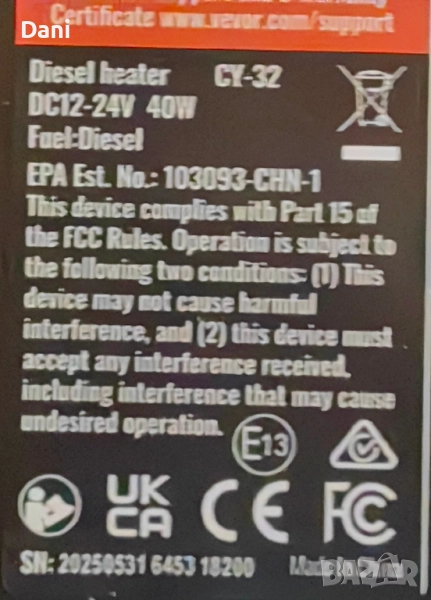 Certificate www.vevor.com/support
Dani
Diesel heater CY-32
DC12-24V 40W
Fuel:Diesel
EPA Est. No.: 103093-CHN-1
This device complies with Part 15 of
the FCC Rules. Operation is subject to
the following two conditions: (1) This
device may not cause harmful
interference, and (2) this device must
accept any interference received,
including interference that may cause
undesired operation.
E13
UK
CA
CE
FC
SN: 20250531 6453 18200 Made In
BAZAR